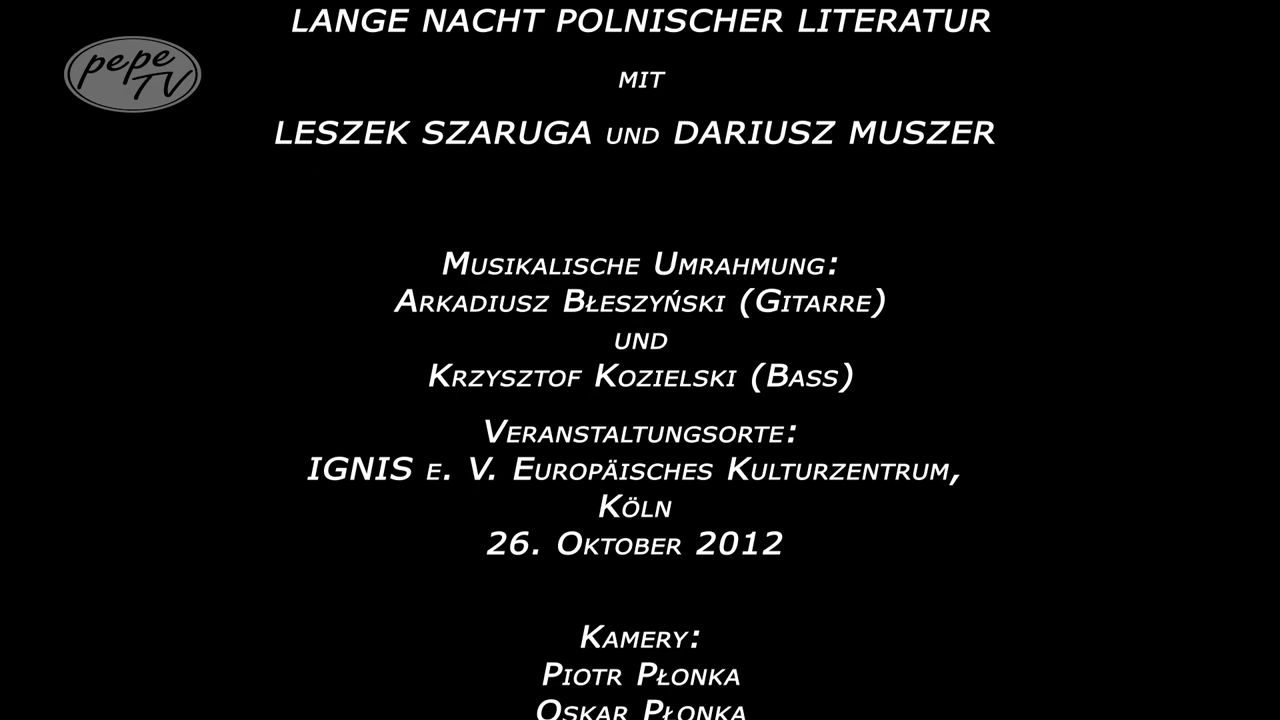 LANGE NACHT POLNISCHER LITERATUR
pepe
TV
MIT
LESZEK SZARUGA UND DARIUSZ MUSZER
MUSIKALISCHE UMRAHMUNG:
ARKADIUSZ BŁESZYŃSKI (GITARRE)
UND
KRZYSZTOF KOZIELSKI (BASS)
VERANSTALTUNGSORTE:
IGNIS E. V. EUROPÄISCHES KULTURZENTRUM,
KÖLN
26. OKTOBER 2012
KAMERY:
PIOTR PŁONKA
OSKAR PŁONKA